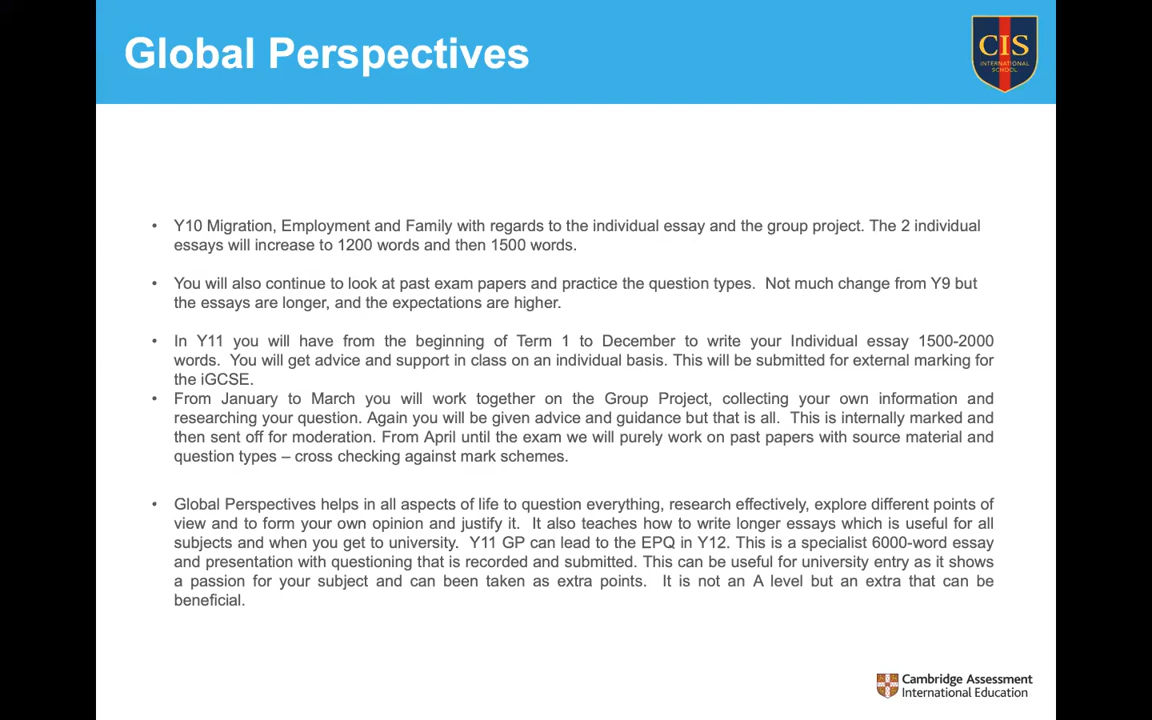 Global Perspectives
CIS
INTERNATIONAL
SCHOOL
• Y10 Migration, Employment and Family with regards to the individual essay and the group project. The 2 individual
essays will increase to 1200 words and then 1500 words.
• You will also continue to look at past exam papers and practice the question types.  Not much change from Y9 but
the essays are longer, and the expectations are higher.
• In Y11 you will have from the beginning of Term 1 to December to write your Individual essay 1500-2000
words.  You will get advice and support in class on an individual basis. This will be submitted for external marking for
the iGCSE.
• From January to March you will work together on the Group Project, collecting your own information and
researching your question. Again you will be given advice and guidance but that is all.  This is internally marked and
then sent off for moderation. From April until the exam we will purely work on past papers with source material and
question types – cross checking against mark schemes.
• Global Perspectives helps in all aspects of life to question everything, research effectively, explore different points of
view and to form your own opinion and justify it.  It also teaches how to write longer essays which is useful for all
subjects and when you get to university.  Y11 GP can lead to the EPQ in Y12. This is a specialist 6000-word essay
and presentation with questioning that is recorded and submitted. This can be useful for university entry as it shows
a passion for your subject and can been taken as extra points.  It is not an A level but an extra that can be
beneficial.
Cambridge Assessment
International Education